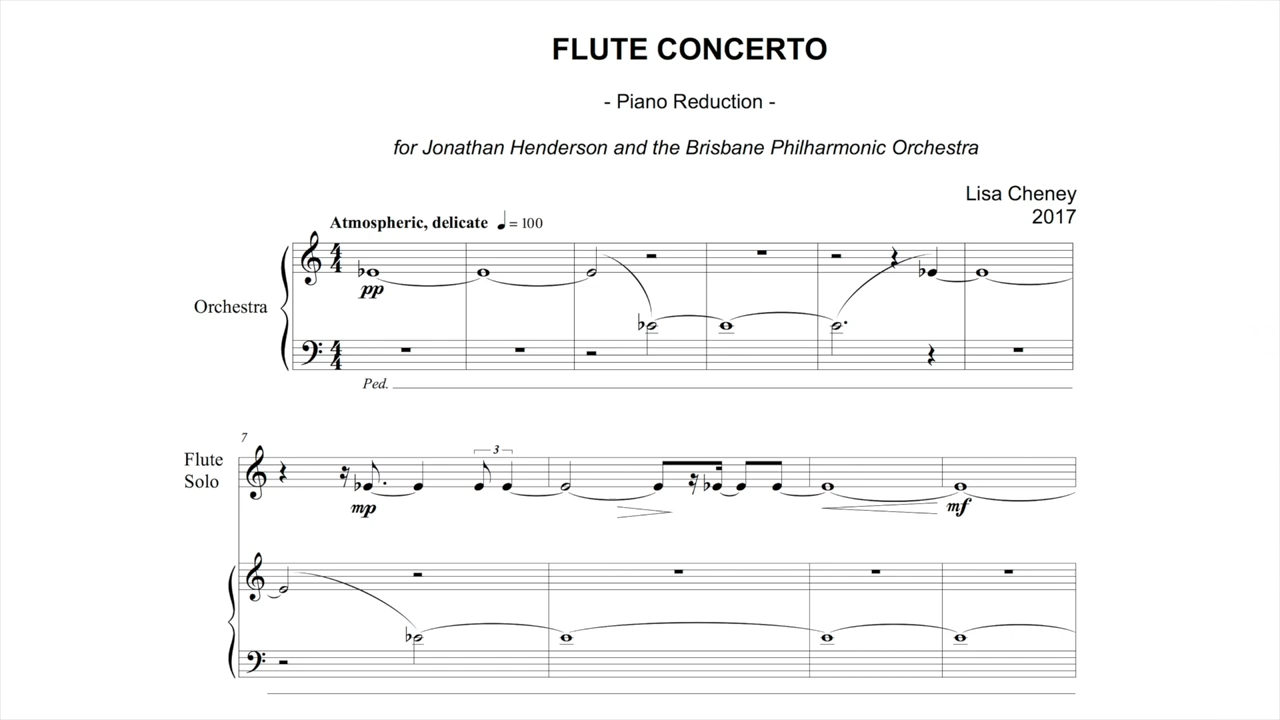 FLUTE CONCERTO
- Piano Reduction -
for Jonathan Henderson and the Brisbane Philharmonic Orchestra
Lisa Cheney
2017
Atmospheric, delicate ♩ = 100
Orchestra
pp
Ped.
7
Flute
Solo
3
mp
mf